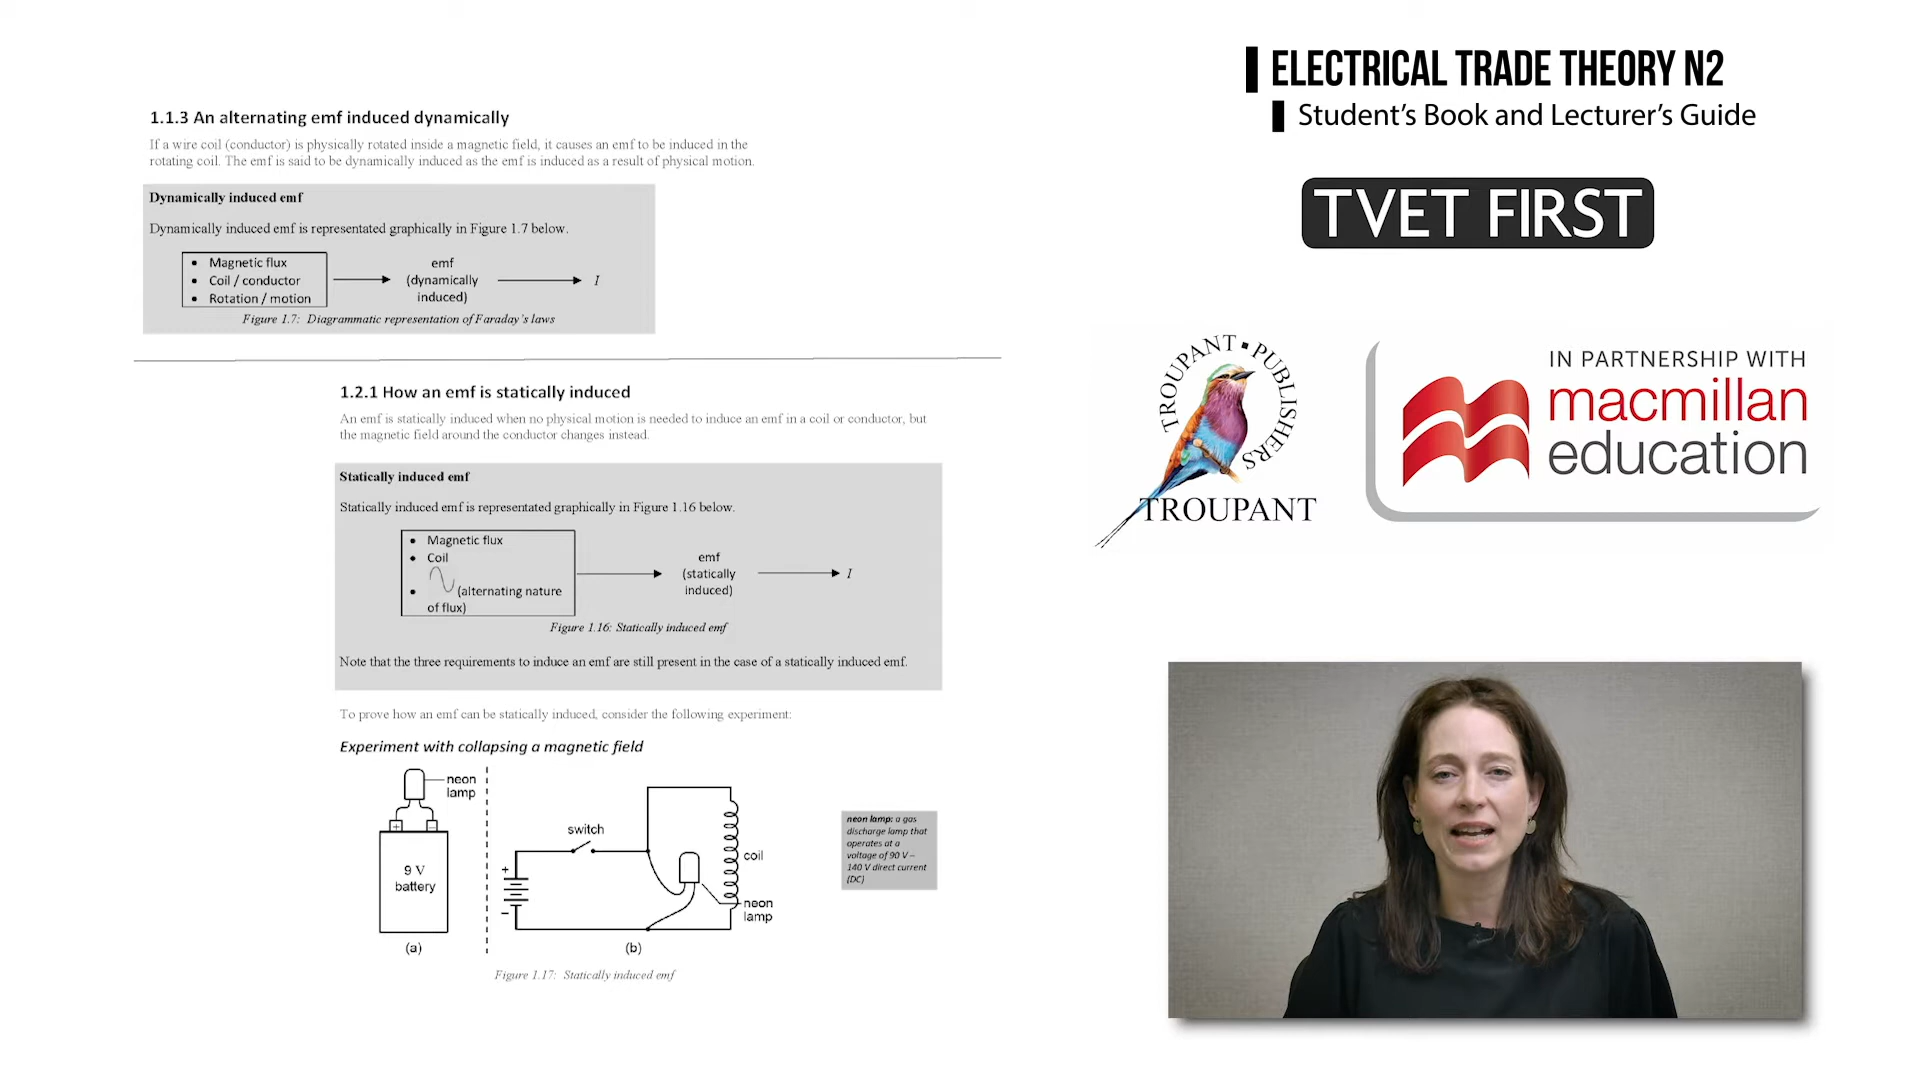 1.1.3 An alternating emf induced dynamically
If a wire coil (conductor) is physically rotated inside a magnetic field, it causes an emf to be induced in the
rotating coil. The emf is said to be dynamically induced as the emf is induced as a result of physical motion.
Dynamically induced emf
Dynamically induced emf is representated graphically in Figure 1.7 below.
• Magnetic flux
• Coil / conductor
• Rotation / motion
emf
(dynamically
induced)
I
Figure 1.7: Diagrammatic representation of Faraday's laws
1.2.1 How an emf is statically induced
An emf is statically induced when no physical motion is needed to induce an emf in a coil or conductor, but
the magnetic field around the conductor changes instead.
Statically induced emf
Statically induced emf is representated graphically in Figure 1.16 below.
• Magnetic flux
• Coil
• (alternating nature
of flux)
emf
(statically
induced)
I
Figure 1.16: Statically induced emf
Note that the three requirements to induce an emf are still present in the case of a statically induced emf.
To prove how an emf can be statically induced, consider the following experiment:
Experiment with collapsing a magnetic field
neon
lamp
+ −
9 V
battery
(a)
switch
+
−
coil
neon
lamp
(b)
neon lamp: a gas
discharge lamp that
operates at a
voltage of 90 V –
140 V direct current
(DC)
Figure 1.17: Statically induced emf
ELECTRICAL TRADE THEORY N2
Student's Book and Lecturer's Guide
TVET FIRST
TROUPANT ▪ PUBLISHERS
TROUPANT
IN PARTNERSHIP WITH
macmillan
education